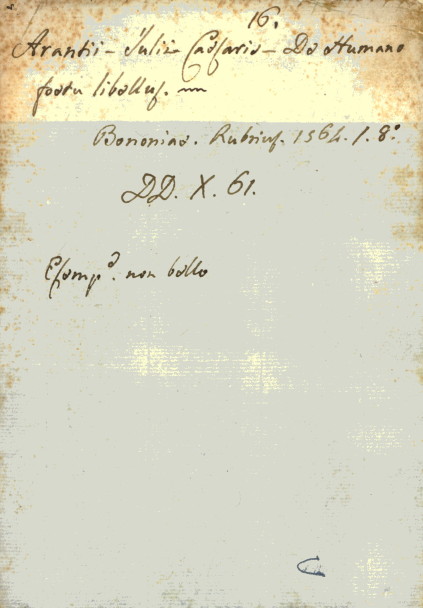 16.
Arantii - Julii Caesaris - De Humano
foetu libellus.
Bononiae. Rubrius. 1564. 1. 8°
DD. X. 61.
Esemp°. non bello